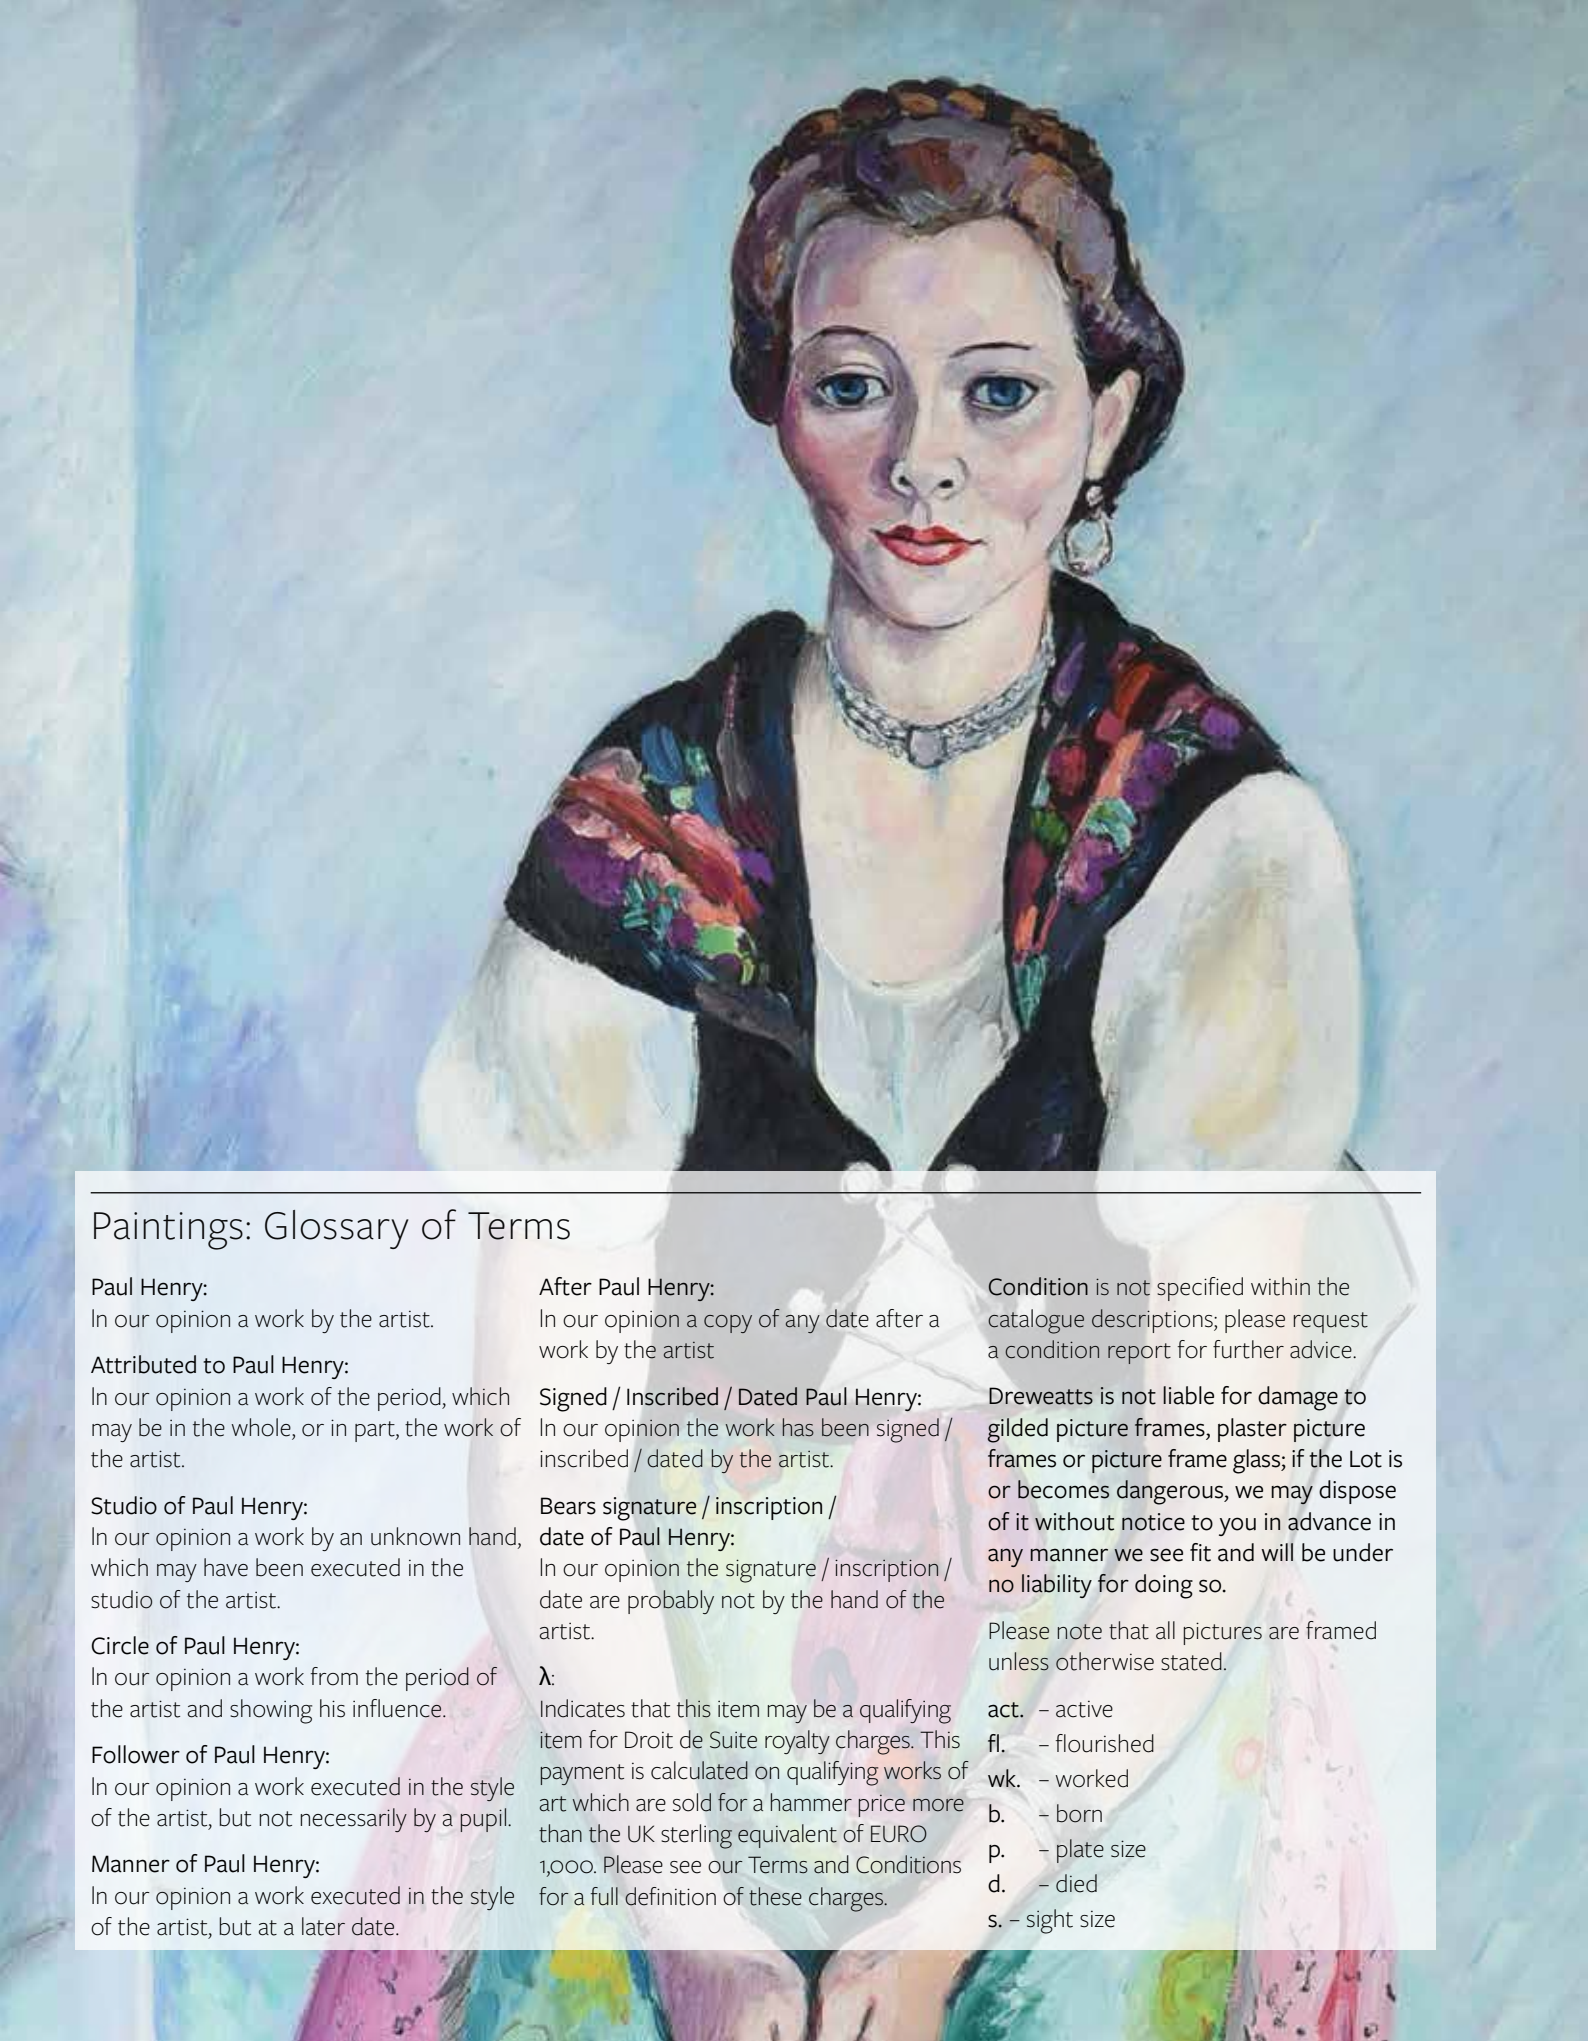 Paintings: Glossary of Terms
Paul Henry:
In our opinion a work by the artist.
Attributed to Paul Henry:
In our opinion a work of the period, which
may be in the whole, or in part, the work of
the artist.
Studio of Paul Henry:
In our opinion a work by an unknown hand,
which may have been executed in the
studio of the artist.
Circle of Paul Henry:
In our opinion a work from the period of
the artist and showing his influence.
Follower of Paul Henry:
In our opinion a work executed in the style
of the artist, but not necessarily by a pupil.
Manner of Paul Henry:
In our opinion a work executed in the style
of the artist, but at a later date.
After Paul Henry:
In our opinion a copy of any date after a
work by the artist
Signed / Inscribed / Dated Paul Henry:
In our opinion the work has been signed /
inscribed / dated by the artist.
Bears signature / inscription /
date of Paul Henry:
In our opinion the signature / inscription /
date are probably not by the hand of the
artist.
λ:
Indicates that this item may be a qualifying
item for Droit de Suite royalty charges. This
payment is calculated on qualifying works of
art which are sold for a hammer price more
than the UK sterling equivalent of EURO
1,000. Please see our Terms and Conditions
for a full definition of these charges.
Condition is not specified within the
catalogue descriptions; please request
a condition report for further advice.
Dreweatts is not liable for damage to
gilded picture frames, plaster picture
frames or picture frame glass; if the Lot is
or becomes dangerous, we may dispose
of it without notice to you in advance in
any manner we see fit and will be under
no liability for doing so.
Please note that all pictures are framed
unless otherwise stated.
act. – active
fl. – flourished
wk. – worked
b. – born
p. – plate size
d. – died
s. – sight size